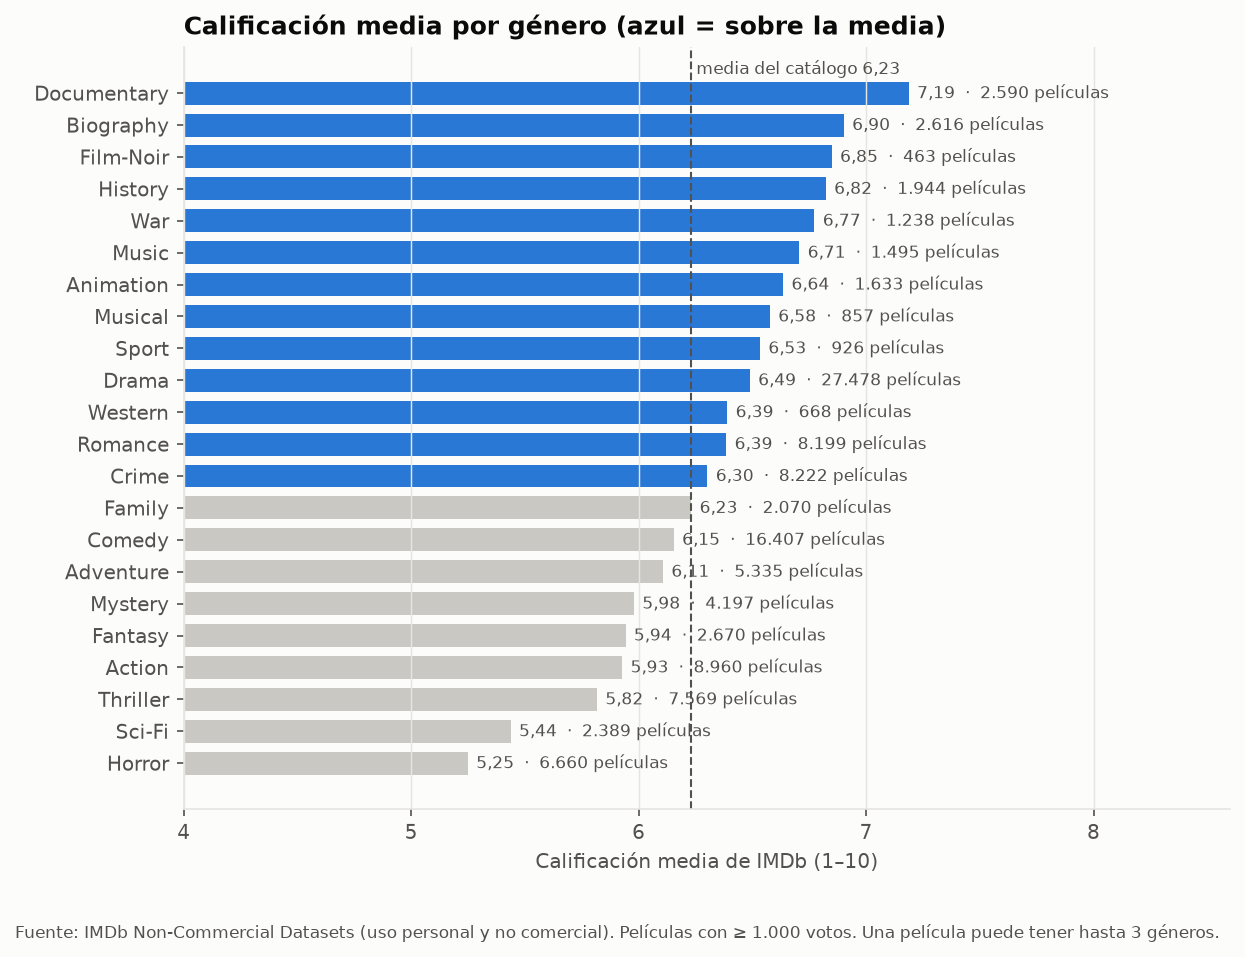 Calificación media por género (azul = sobre la media)
media del catálogo 6,23
Documentary 7,19 · 2.590 películas
Biography 6,90 · 2.616 películas
Film-Noir 6,85 · 463 películas
History 6,82 · 1.944 películas
War 6,77 · 1.238 películas
Music 6,71 · 1.495 películas
Animation 6,64 · 1.633 películas
Musical 6,58 · 857 películas
Sport 6,53 · 926 películas
Drama 6,49 · 27.478 películas
Western 6,39 · 668 películas
Romance 6,39 · 8.199 películas
Crime 6,30 · 8.222 películas
Family 6,23 · 2.070 películas
Comedy 6,15 · 16.407 películas
Adventure 6,11 · 5.335 películas
Mystery 5,98 · 4.197 películas
Fantasy 5,94 · 2.670 películas
Action 5,93 · 8.960 películas
Thriller 5,82 · 7.569 películas
Sci-Fi 5,44 · 2.389 películas
Horror 5,25 · 6.660 películas
4 5 6 7 8
Calificación media de IMDb (1–10)
Fuente: IMDb Non-Commercial Datasets (uso personal y no comercial). Películas con ≥ 1.000 votos. Una película puede tener hasta 3 géneros.